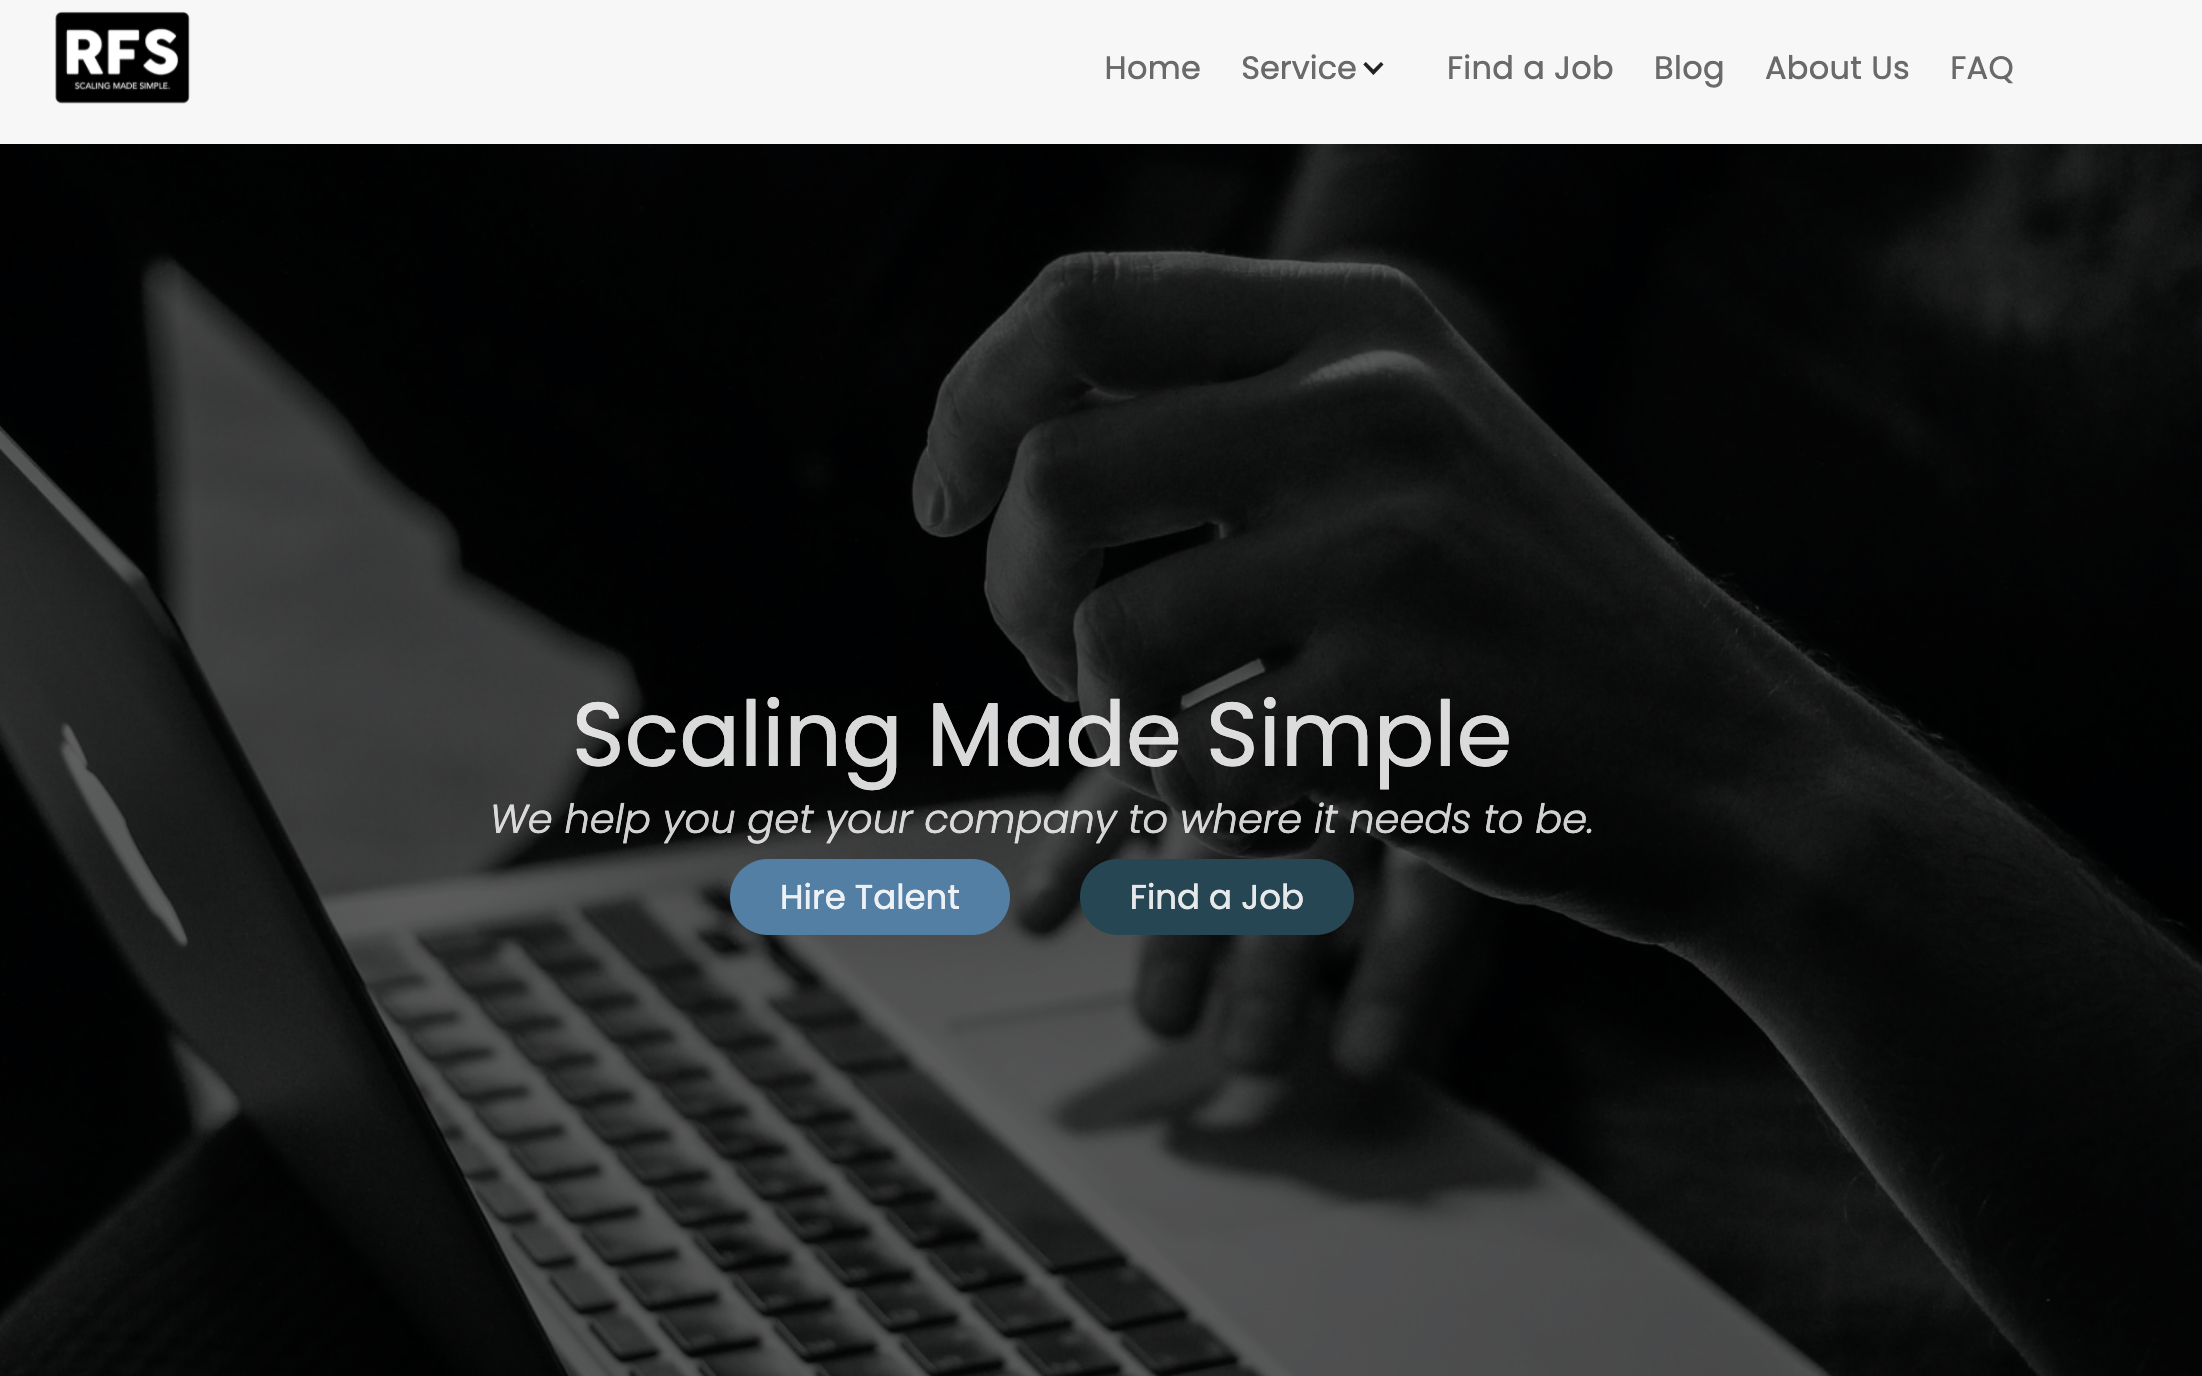 RFS
SCALING MADE SIMPLE.
Home Service Find a Job Blog About Us FAQ
Scaling Made Simple
We help you get your company to where it needs to be.
Hire Talent Find a Job